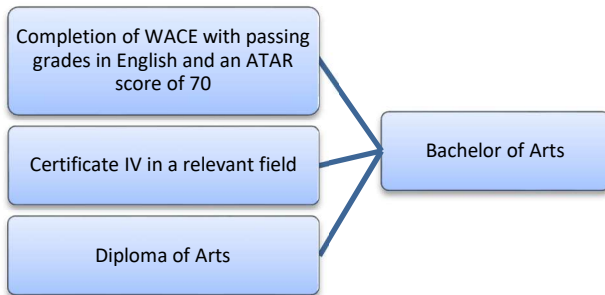 Completion of WACE with passing
grades in English and an ATAR
score of 70
Certificate IV in a relevant field
Bachelor of Arts
Diploma of Arts